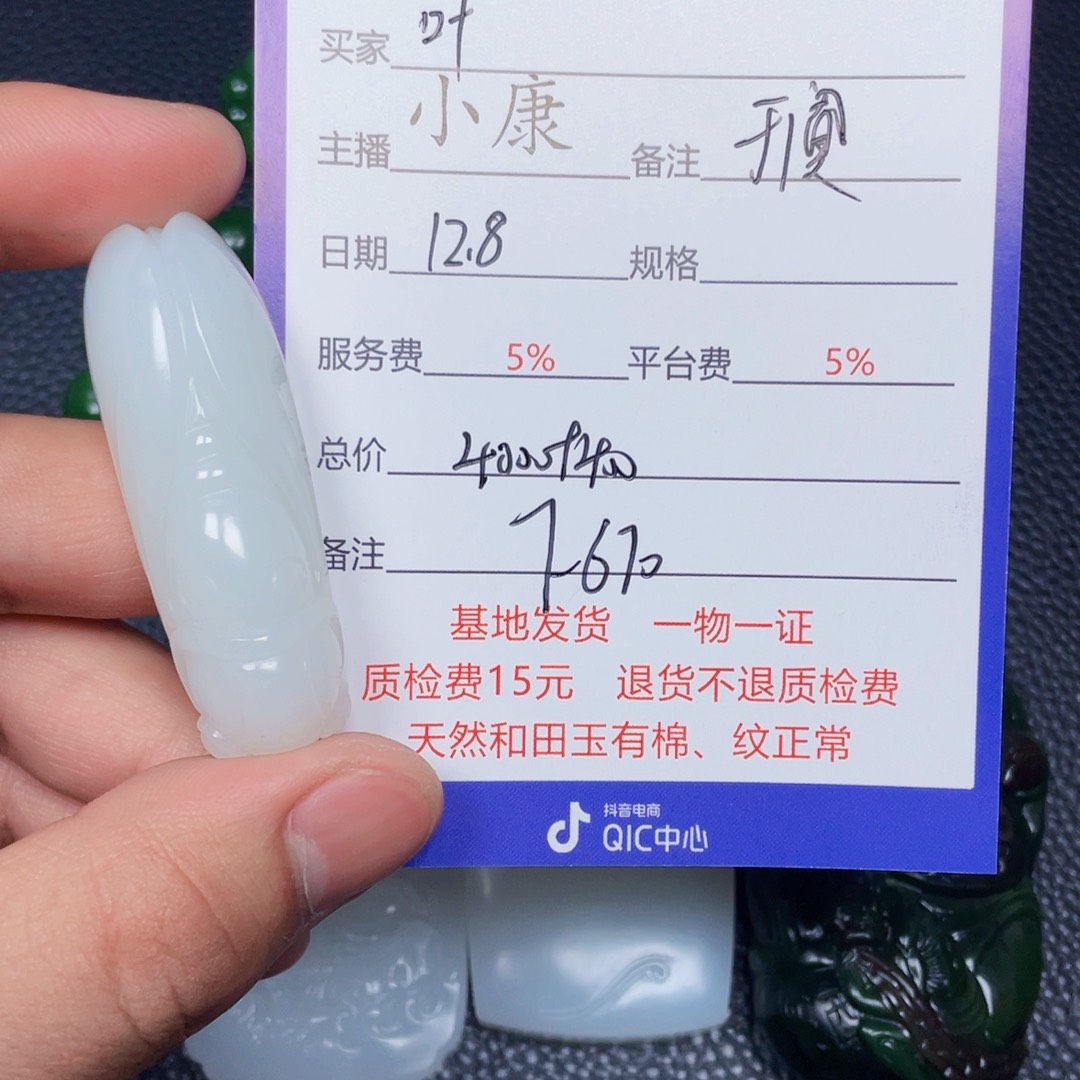 买家 叶
主播 小康 备注
日期 12.8 规格
服务费 5% 平台费 5%
总价
备注
基地发货 一物一证
质检费15元 退货不退质检费
天然和田玉有棉、纹正常
抖音电商
QIC中心